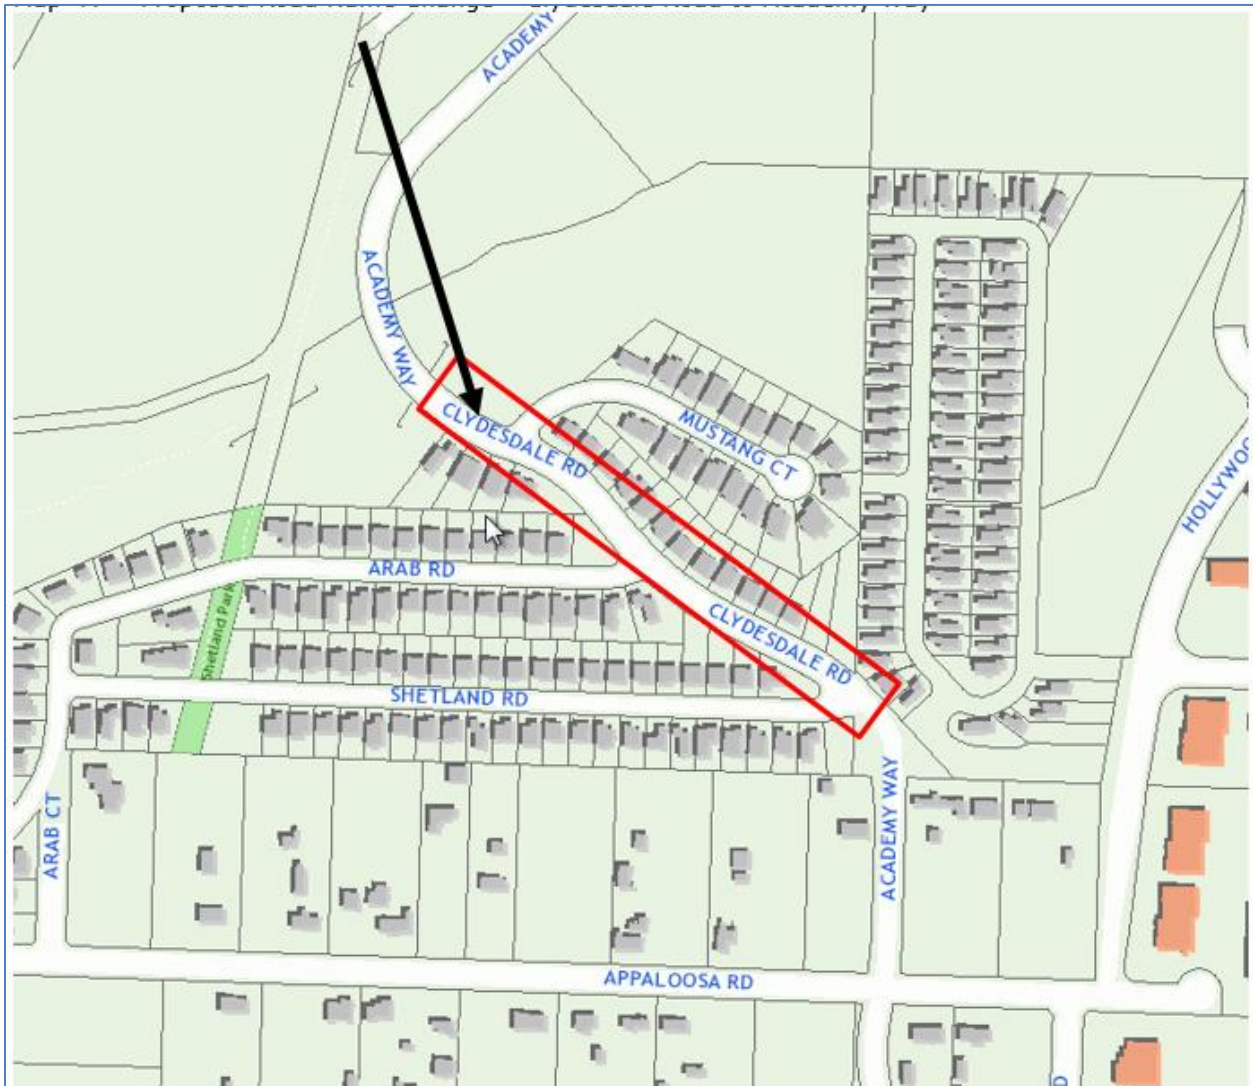 ACADEMY
ACADEMY WAY
CLYDESDALE RD
MUSTANG CT
HOLLYWOO
ARAB RD
Shetland Park
CLYDESDALE RD
SHETLAND RD
ACADEMY WAY
ARAB CT
APPALOOSA RD
D